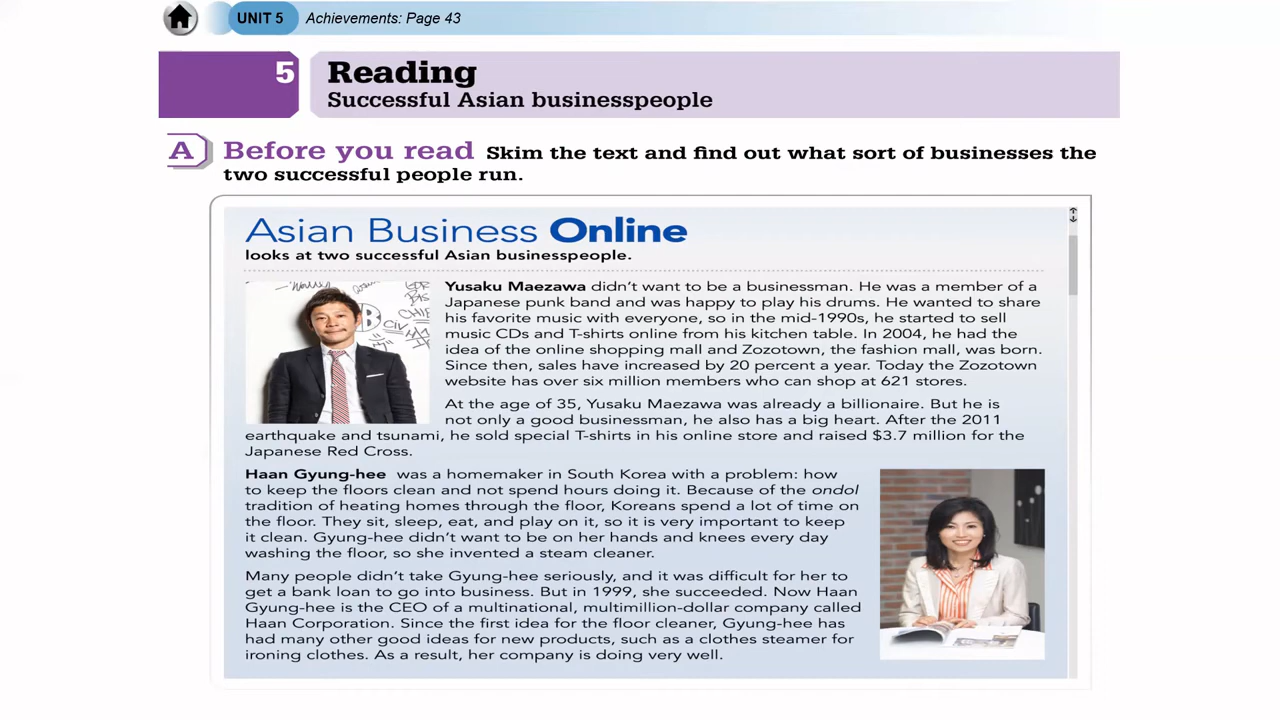 UNIT 5
Achievements: Page 43
5
Reading
Successful Asian businesspeople
A
Before you read Skim the text and find out what sort of businesses the
two successful people run.
Asian Business Online
looks at two successful Asian businesspeople.
Yusaku Maezawa didn't want to be a businessman. He was a member of a
Japanese punk band and was happy to play his drums. He wanted to share
his favorite music with everyone, so in the mid-1990s, he started to sell
music CDs and T-shirts online from his kitchen table. In 2004, he had the
idea of the online shopping mall and Zozotown, the fashion mall, was born.
Since then, sales have increased by 20 percent a year. Today the Zozotown
website has over six million members who can shop at 621 stores.
At the age of 35, Yusaku Maezawa was already a billionaire. But he is
not only a good businessman, he also has a big heart. After the 2011
earthquake and tsunami, he sold special T-shirts in his online store and raised $3.7 million for the
Japanese Red Cross.
Haan Gyung-hee was a homemaker in South Korea with a problem: how
to keep the floors clean and not spend hours doing it. Because of the ondol
tradition of heating homes through the floor, Koreans spend a lot of time on
the floor. They sit, sleep, eat, and play on it, so it is very important to keep
it clean. Gyung-hee didn't want to be on her hands and knees every day
washing the floor, so she invented a steam cleaner.
Many people didn't take Gyung-hee seriously, and it was difficult for her to
get a bank loan to go into business. But in 1999, she succeeded. Now Haan
Gyung-hee is the CEO of a multinational, multimillion-dollar company called
Haan Corporation. Since the first idea for the floor cleaner, Gyung-hee has
had many other good ideas for new products, such as a clothes steamer for
ironing clothes. As a result, her company is doing very well.